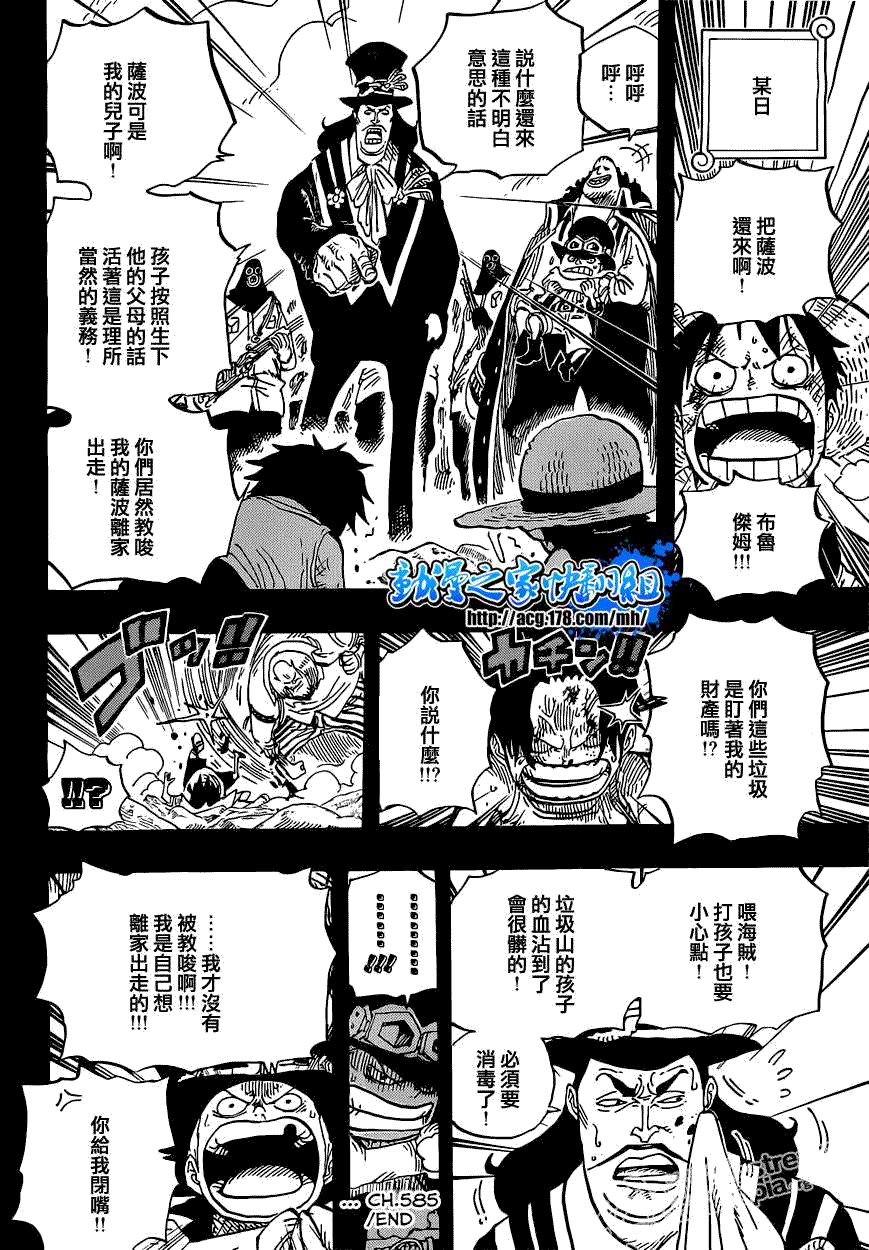 某日
把薩波
還來啊！
布魯
傑姆!!!
呼呼
呼…
說什麼還來
這種不明白
意思的話
薩波可是
我的兒子啊！
孩子按照生下
他的父母的話
活著這是理所
當然的義務！
你們居然教唆
我的薩波離家
出走！
動漫之家漢化組
http://acg.178.com/mh/
你們這些垃圾
是盯著我的
財產嗎!?
ガチン!!
你說什麼!!?
ゴッ!!
!!?
喂海賊！
打孩子也要
小心點！
垃圾山的孩子
的血沾到了
會很髒的！
必須要
消毒了！
………………!!!
……我才沒有
被教唆啊!!!
我是自己想
離家出走的!!!
你給我閉嘴!!
... CH.585
/END